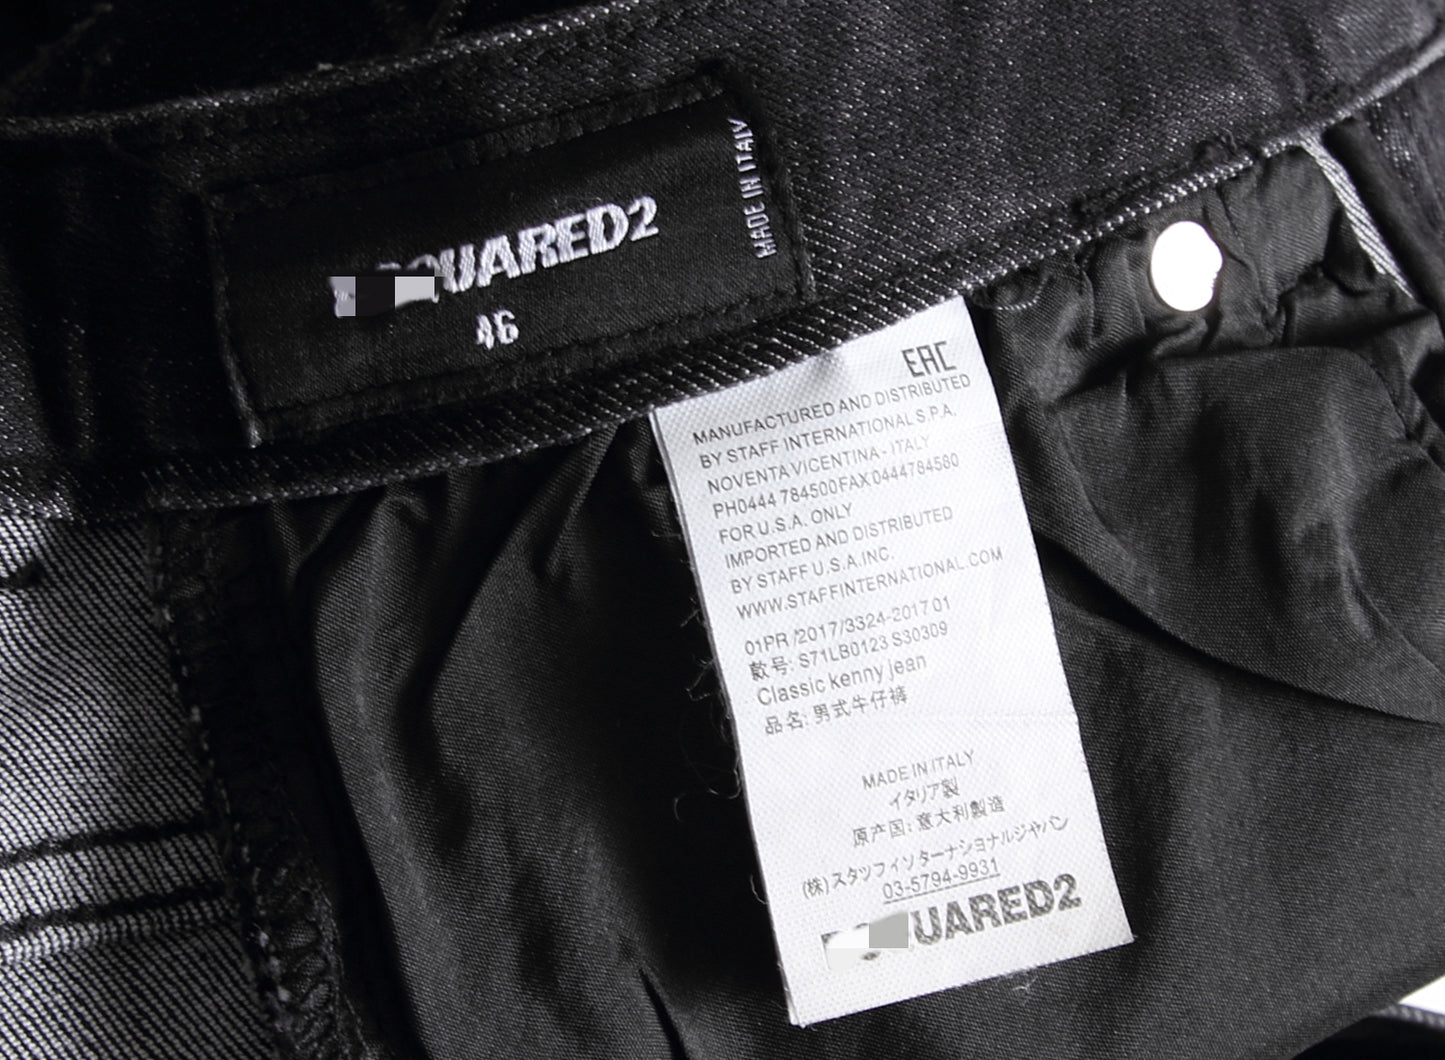 SQUARED2
46
MADE IN ITALY
EAC
MANUFACTURED AND DISTRIBUTED
BY STAFF INTERNATIONAL S.P.A.
NOVENTA VICENTINA - ITALY
PH0444 784500 FAX 0444784580
FOR U.S.A. ONLY
IMPORTED AND DISTRIBUTED
BY STAFF U.S.A.INC.
WWW.STAFFINTERNATIONAL.COM
01PR /2017/3324-2017 01
款号: S71LB0123 S30309
Classic kenny jean
品名: 男式牛仔裤
MADE IN ITALY
イタリア製
原产国: 意大利製造
(株)スタッフインターナショナルジャパン
03-5794-9931
UARED2